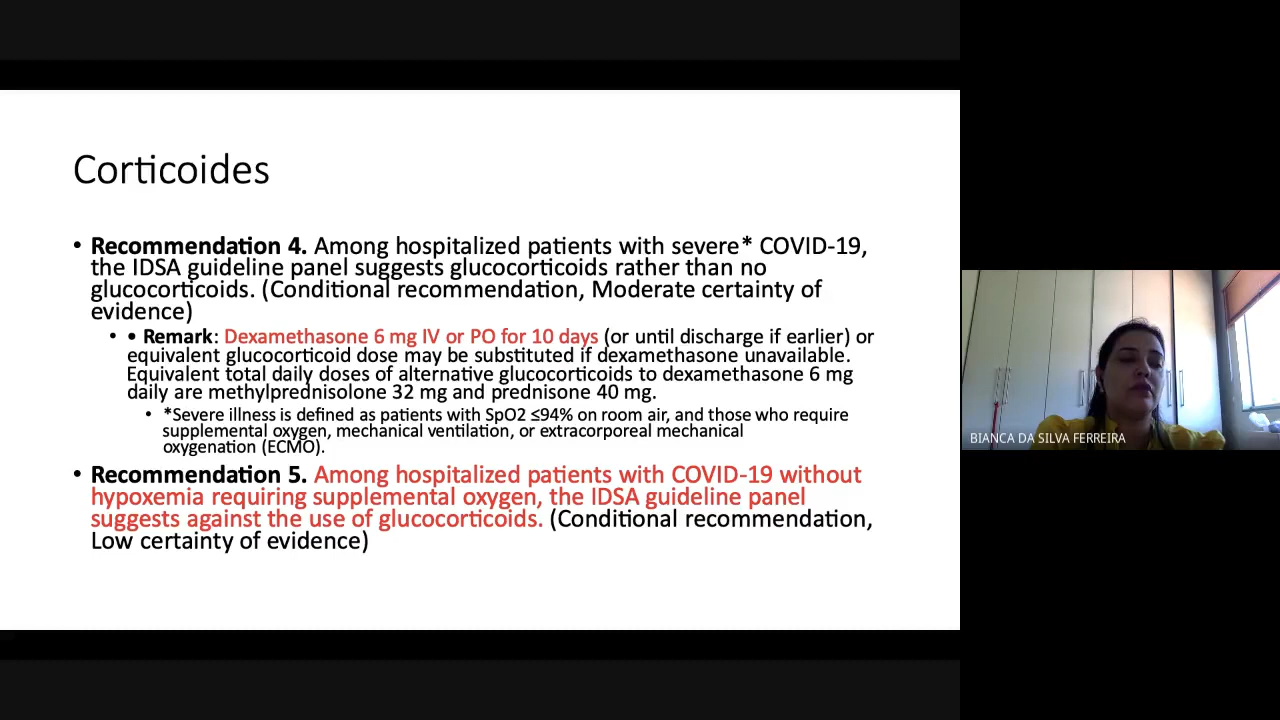 Corticoides
• Recommendation 4. Among hospitalized patients with severe* COVID-19,
the IDSA guideline panel suggests glucocorticoids rather than no
glucocorticoids. (Conditional recommendation, Moderate certainty of
evidence)
• • Remark: Dexamethasone 6 mg IV or PO for 10 days (or until discharge if earlier) or
equivalent glucocorticoid dose may be substituted if dexamethasone unavailable.
Equivalent total daily doses of alternative glucocorticoids to dexamethasone 6 mg
daily are methylprednisolone 32 mg and prednisone 40 mg.
• *Severe illness is defined as patients with SpO2 ≤94% on room air, and those who require
supplemental oxygen, mechanical ventilation, or extracorporeal mechanical
oxygenation (ECMO).
• Recommendation 5. Among hospitalized patients with COVID-19 without
hypoxemia requiring supplemental oxygen, the IDSA guideline panel
suggests against the use of glucocorticoids. (Conditional recommendation,
Low certainty of evidence)
BIANCA DA SILVA FERREIRA